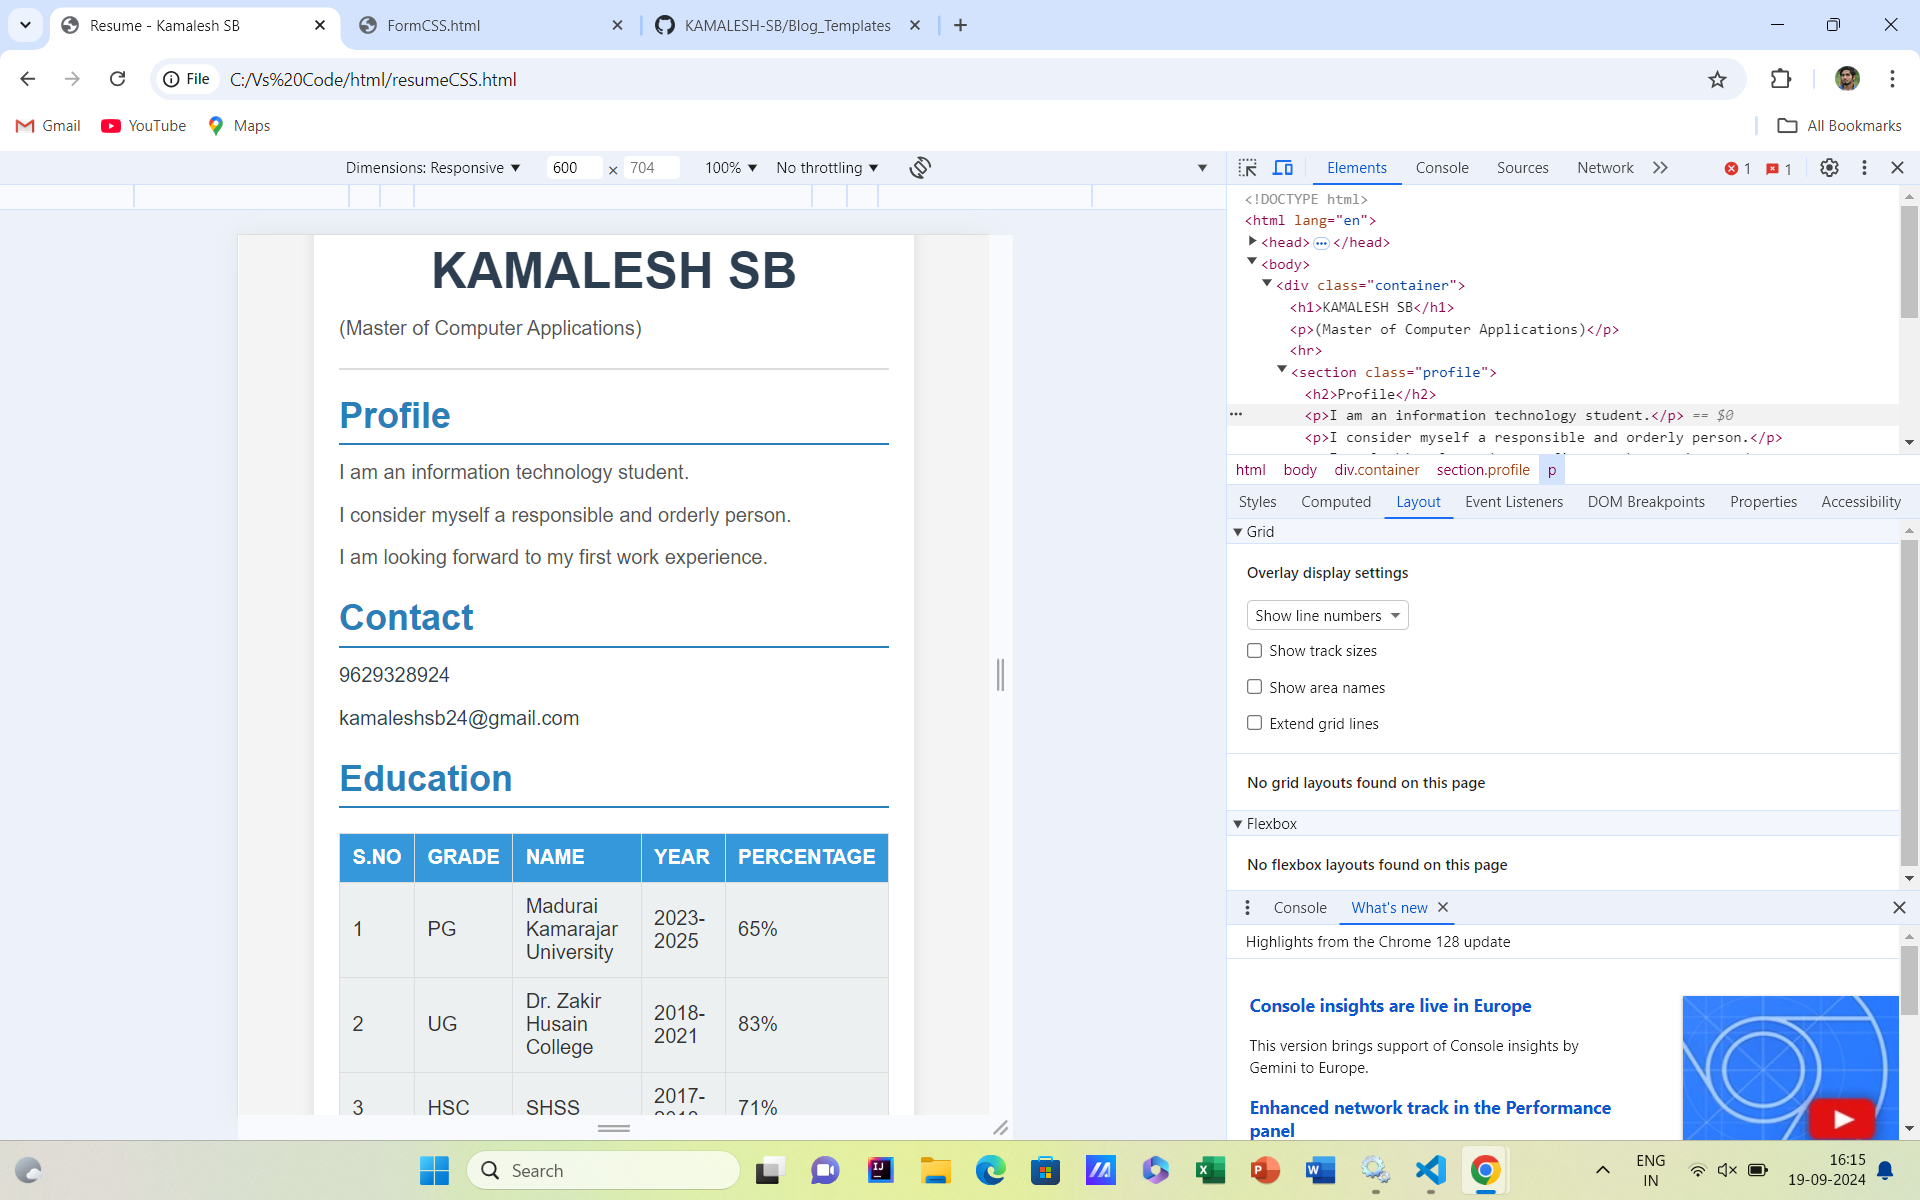 Resume - Kamalesh SB
FormCSS.html
KAMALESH-SB/Blog_Templates
File
C:/Vs%20Code/html/resumeCSS.html
Gmail
YouTube
Maps
All Bookmarks
Dimensions: Responsive
600 × 704
100%
No throttling
Elements
Console
Sources
Network
1
1
KAMALESH SB
(Master of Computer Applications)
Profile
I am an information technology student.
I consider myself a responsible and orderly person.
I am looking forward to my first work experience.
Contact
9629328924
kamaleshsb24@gmail.com
Education
S.NO GRADE NAME YEAR PERCENTAGE
1 PG Madurai Kamarajar University 2023-2025 65%
2 UG Dr. Zakir Husain College 2018-2021 83%
3 HSC SHSS 2017- 71%
<!DOCTYPE html>
<html lang="en">
<head> ••• </head>
<body>
<div class="container">
<h1>KAMALESH SB</h1>
<p>(Master of Computer Applications)</p>
<hr>
<section class="profile">
<h2>Profile</h2>
<p>I am an information technology student.</p> == $0
<p>I consider myself a responsible and orderly person.</p>
html body div.container section.profile p
Styles Computed Layout Event Listeners DOM Breakpoints Properties Accessibility
Grid
Overlay display settings
Show line numbers
Show track sizes
Show area names
Extend grid lines
No grid layouts found on this page
Flexbox
No flexbox layouts found on this page
Console
What's new
Highlights from the Chrome 128 update
Console insights are live in Europe
This version brings support of Console insights by
Gemini to Europe.
Enhanced network track in the Performance
panel
Search
ENG
IN
16:15
19-09-2024